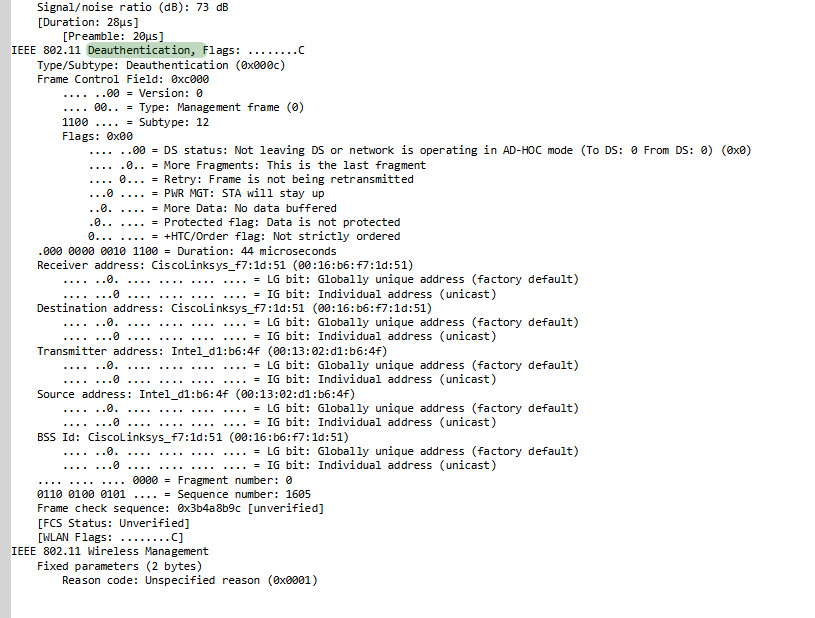 Signal/noise ratio (dB): 73 dB
[Duration: 28µs]
[Preamble: 20µs]
IEEE 802.11 Deauthentication, Flags: ........C
Type/Subtype: Deauthentication (0x000c)
Frame Control Field: 0xc000
.... ..00 = Version: 0
.... 00.. = Type: Management frame (0)
1100 .... = Subtype: 12
Flags: 0x00
.... ..00 = DS status: Not leaving DS or network is operating in AD-HOC mode (To DS: 0 From DS: 0) (0x0)
.... .0.. = More Fragments: This is the last fragment
.... 0... = Retry: Frame is not being retransmitted
...0 .... = PWR MGT: STA will stay up
..0. .... = More Data: No data buffered
.0.. .... = Protected flag: Data is not protected
0... .... = +HTC/Order flag: Not strictly ordered
.000 0000 0010 1100 = Duration: 44 microseconds
Receiver address: CiscoLinksys_f7:1d:51 (00:16:b6:f7:1d:51)
.... ..0. .... .... .... .... = LG bit: Globally unique address (factory default)
.... ...0 .... .... .... .... = IG bit: Individual address (unicast)
Destination address: CiscoLinksys_f7:1d:51 (00:16:b6:f7:1d:51)
.... ..0. .... .... .... .... = LG bit: Globally unique address (factory default)
.... ...0 .... .... .... .... = IG bit: Individual address (unicast)
Transmitter address: Intel_d1:b6:4f (00:13:02:d1:b6:4f)
.... ..0. .... .... .... .... = LG bit: Globally unique address (factory default)
.... ...0 .... .... .... .... = IG bit: Individual address (unicast)
Source address: Intel_d1:b6:4f (00:13:02:d1:b6:4f)
.... ..0. .... .... .... .... = LG bit: Globally unique address (factory default)
.... ...0 .... .... .... .... = IG bit: Individual address (unicast)
BSS Id: CiscoLinksys_f7:1d:51 (00:16:b6:f7:1d:51)
.... ..0. .... .... .... .... = LG bit: Globally unique address (factory default)
.... ...0 .... .... .... .... = IG bit: Individual address (unicast)
.... .... .... 0000 = Fragment number: 0
0110 0100 0101 .... = Sequence number: 1605
Frame check sequence: 0x3b4a8b9c [unverified]
[FCS Status: Unverified]
[WLAN Flags: ........C]
IEEE 802.11 Wireless Management
Fixed parameters (2 bytes)
Reason code: Unspecified reason (0x0001)